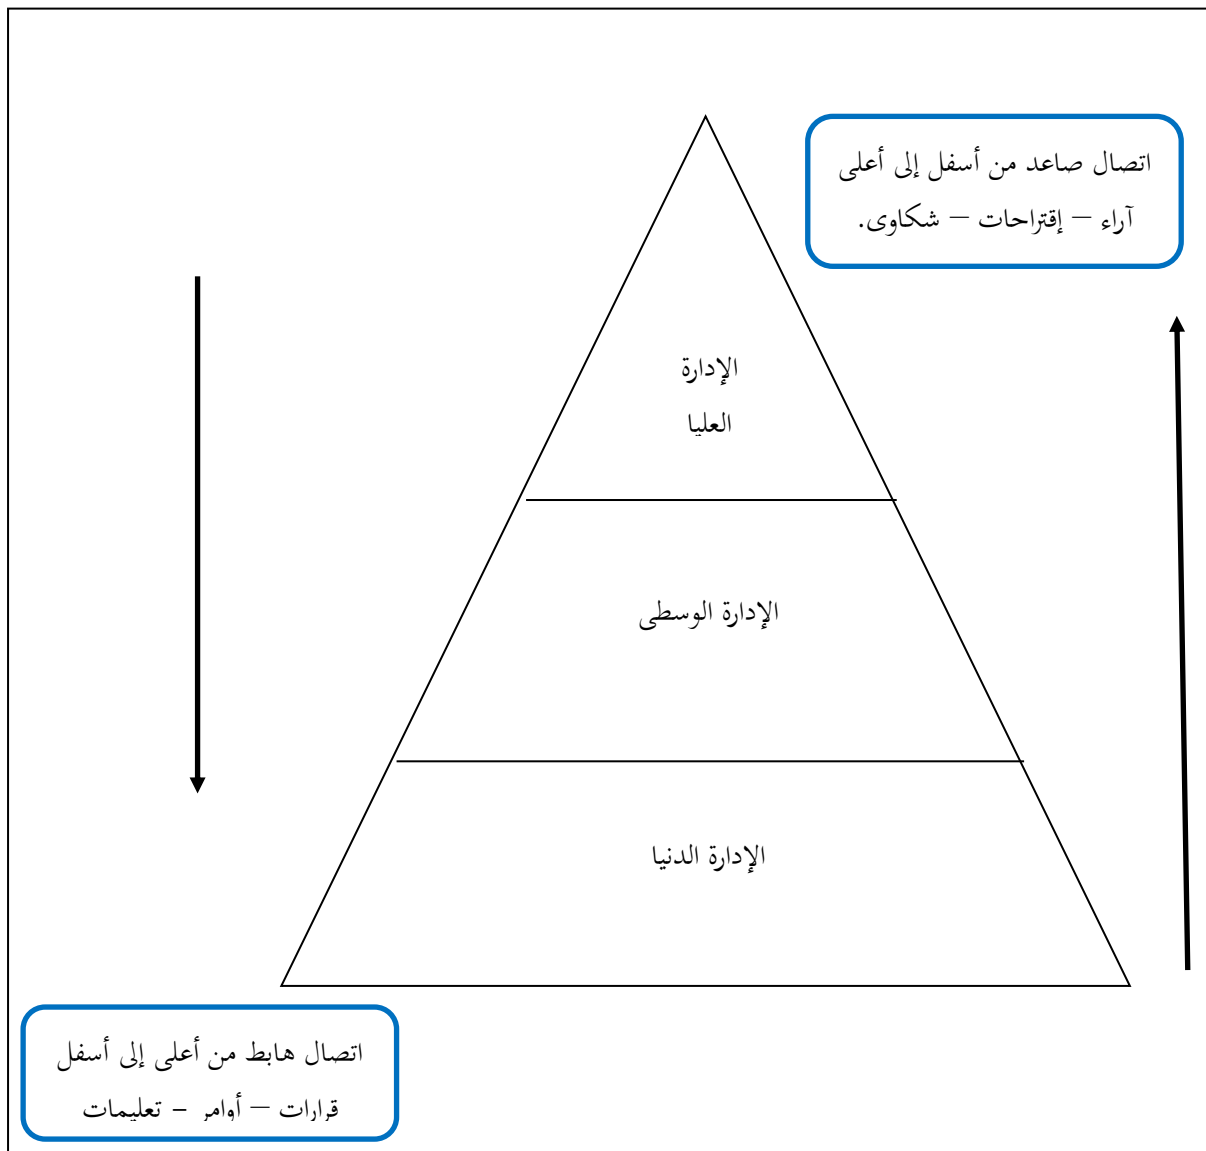 اتصال صاعد من أسفل إلى أعلى
آراء – إقتراحات – شكاوى.
الإدارة
العليا
الإدارة الوسطى
الإدارة الدنيا
اتصال هابط من أعلى إلى أسفل
قرارات – أوامر – تعليمات